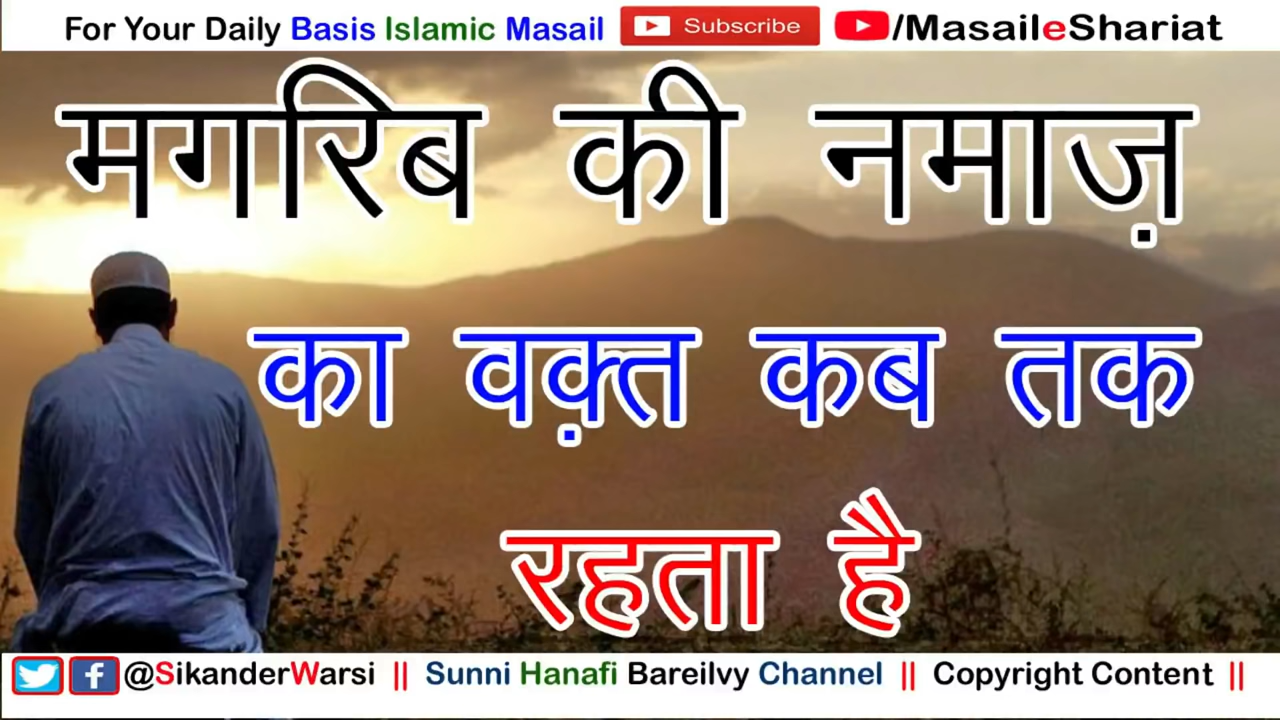 For Your Daily Basis Islamic Masail Subscribe /MasaileShariat
मगरिब की नमाज़
का वक़्त कब तक
रहता है
@SikanderWarsi || Sunni Hanafi Bareilvy Channel || Copyright Content ||